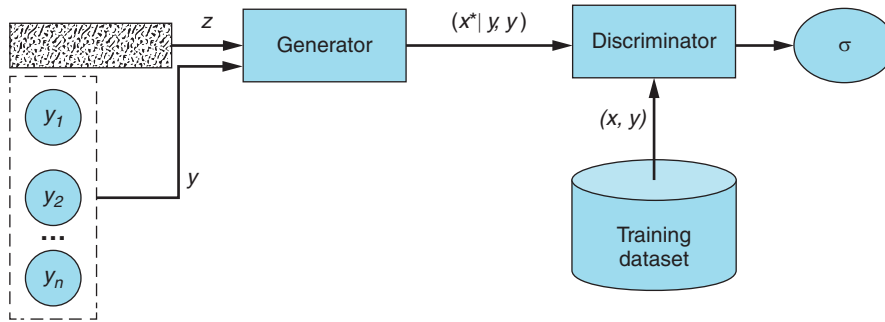 z
Generator
(x*| y, y)
Discriminator
σ
y1
(x, y)
y
y2
...
yn
Training
dataset